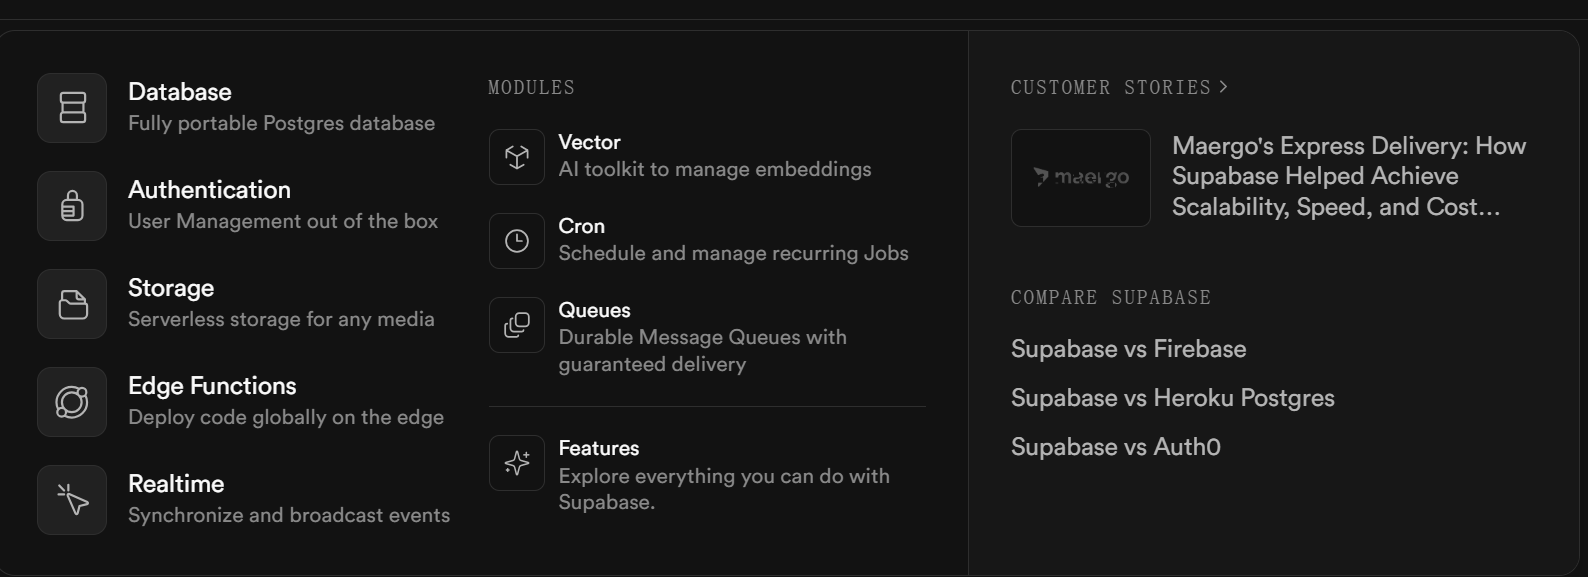 Database
Fully portable Postgres database
Authentication
User Management out of the box
Storage
Serverless storage for any media
Edge Functions
Deploy code globally on the edge
Realtime
Synchronize and broadcast events
MODULES
Vector
AI toolkit to manage embeddings
Cron
Schedule and manage recurring Jobs
Queues
Durable Message Queues with
guaranteed delivery
Features
Explore everything you can do with
Supabase.
CUSTOMER STORIES >
maergo
Maergo's Express Delivery: How
Supabase Helped Achieve
Scalability, Speed, and Cost...
COMPARE SUPABASE
Supabase vs Firebase
Supabase vs Heroku Postgres
Supabase vs Auth0